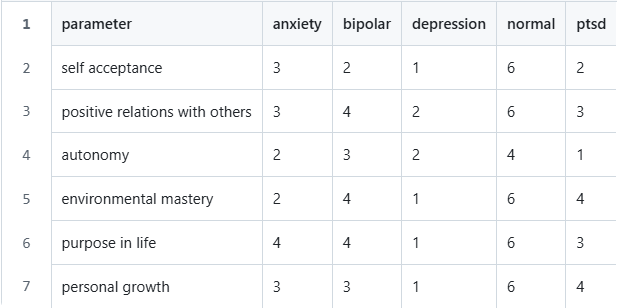 1 parameter anxiety bipolar depression normal ptsd
2 self acceptance 3 2 1 6 2
3 positive relations with others 3 4 2 6 3
4 autonomy 2 3 2 4 1
5 environmental mastery 2 4 1 6 4
6 purpose in life 4 4 1 6 3
7 personal growth 3 3 1 6 4